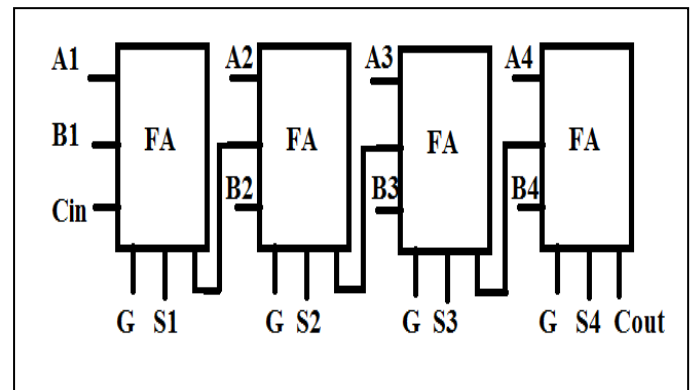 A1 A2 A3 A4
B1 FA FA FA FA
Cin B2 B3 B4
G S1 G S2 G S3 G S4 Cout